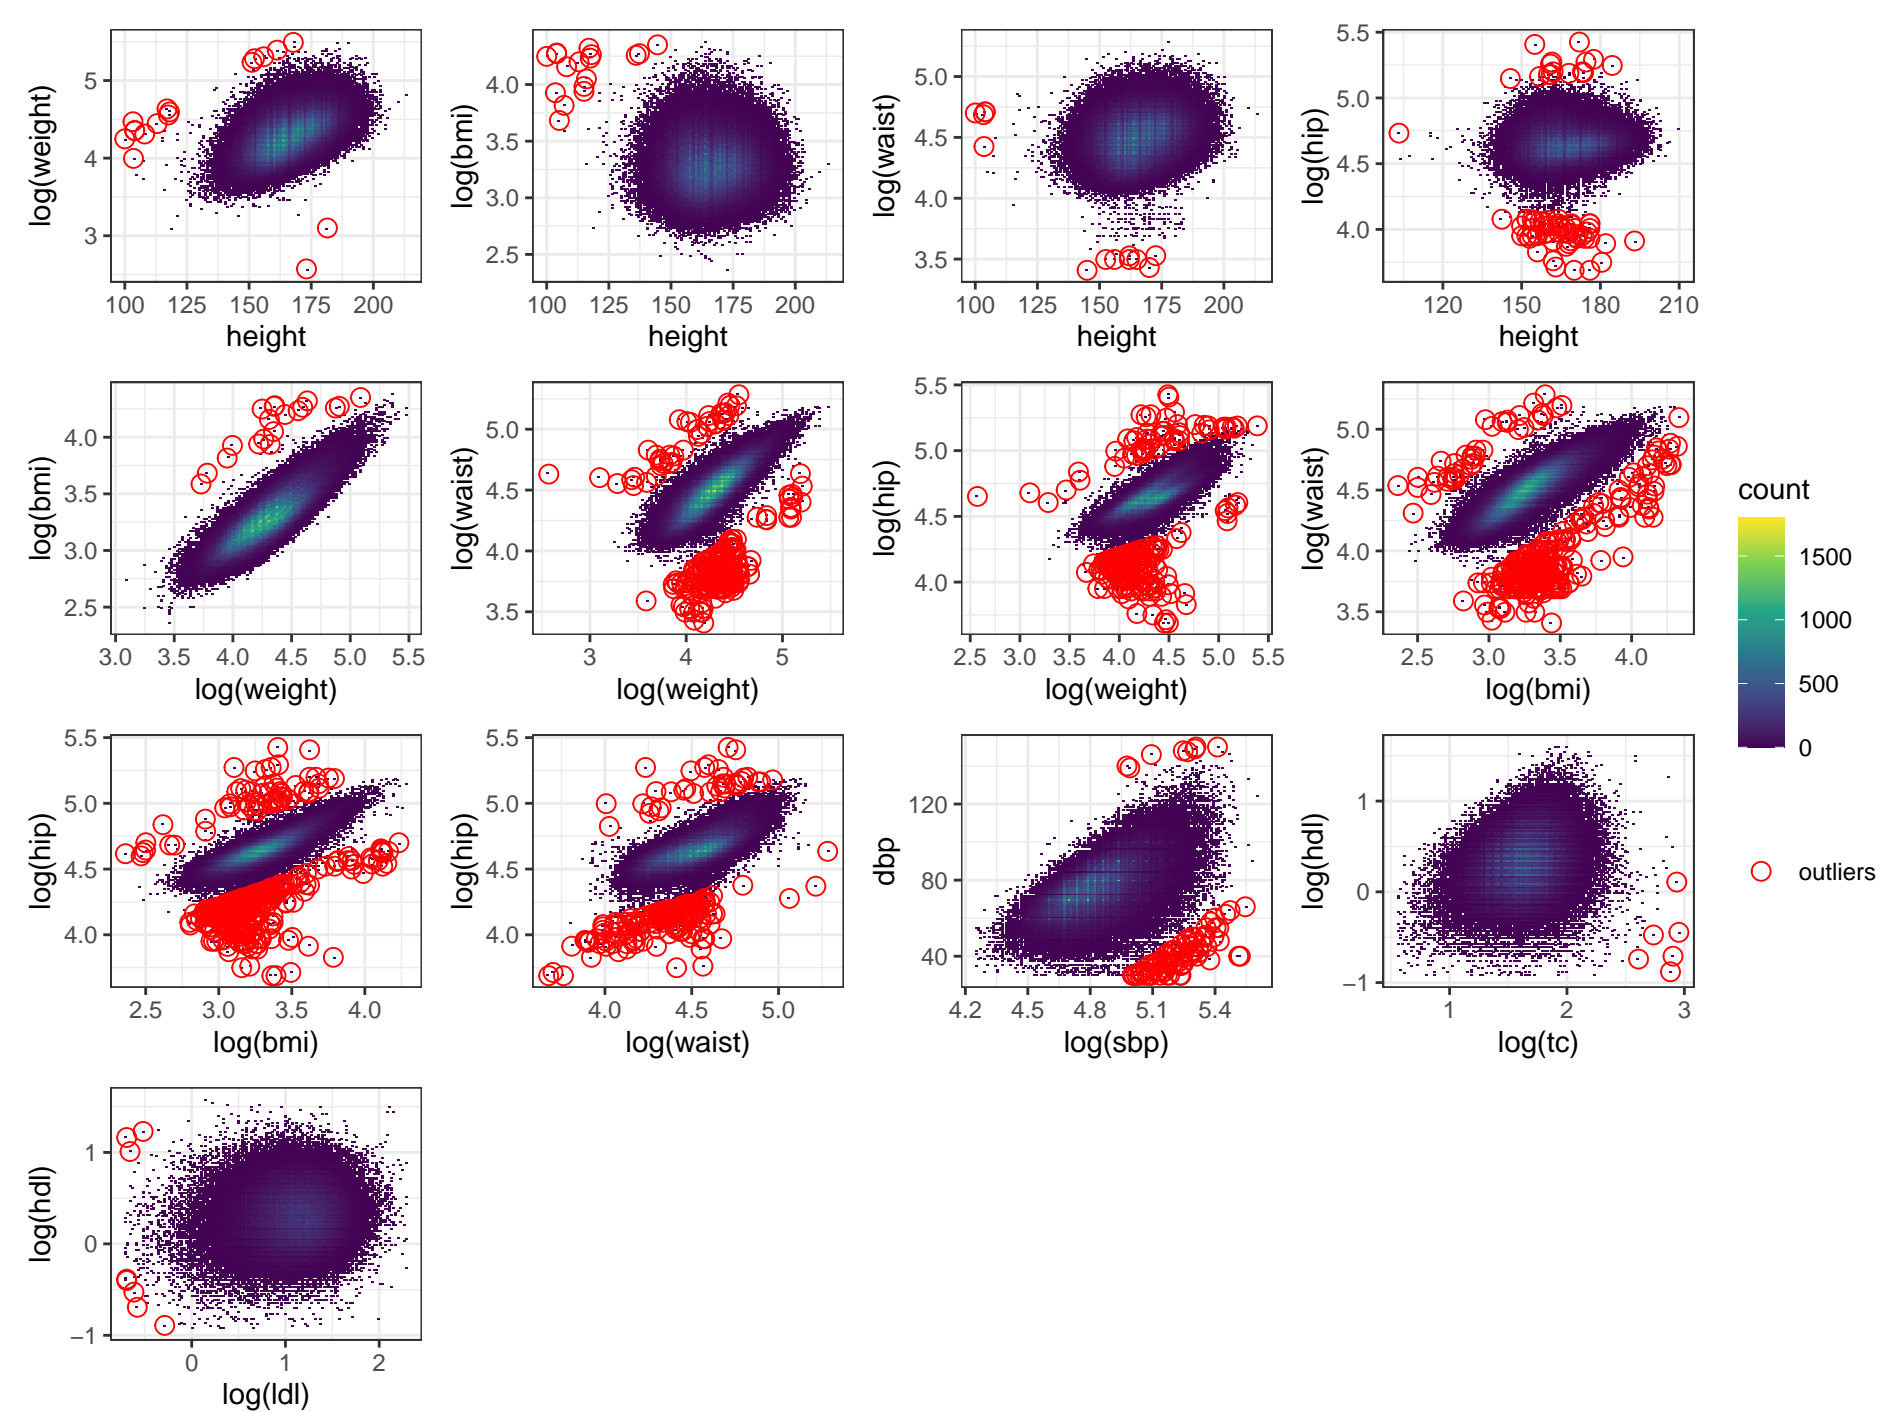 log(weight)
5
4
3
100 125 150 175 200
height
log(bmi)
4.0
3.5
3.0
2.5
100 125 150 175 200
height
log(waist)
5.0
4.5
4.0
3.5
100 125 150 175 200
height
log(hip)
5.5
5.0
4.5
4.0
120 150 180 210
height
log(bmi)
4.0
3.5
3.0
2.5
3.0 3.5 4.0 4.5 5.0 5.5
log(weight)
log(waist)
5.0
4.5
4.0
3.5
3 4 5
log(weight)
log(hip)
5.5
5.0
4.5
4.0
2.5 3.0 3.5 4.0 4.5 5.0 5.5
log(weight)
log(waist)
5.0
4.5
4.0
3.5
2.5 3.0 3.5 4.0
log(bmi)
log(hip)
5.5
5.0
4.5
4.0
2.5 3.0 3.5 4.0
log(bmi)
log(hip)
5.5
5.0
4.5
4.0
4.0 4.5 5.0
log(waist)
dbp
120
80
40
4.2 4.5 4.8 5.1 5.4
log(sbp)
log(hdl)
1
0
−1
1 2 3
log(tc)
log(hdl)
1
0
−1
0 1 2
log(ldl)
count
1500
1000
500
0
outliers